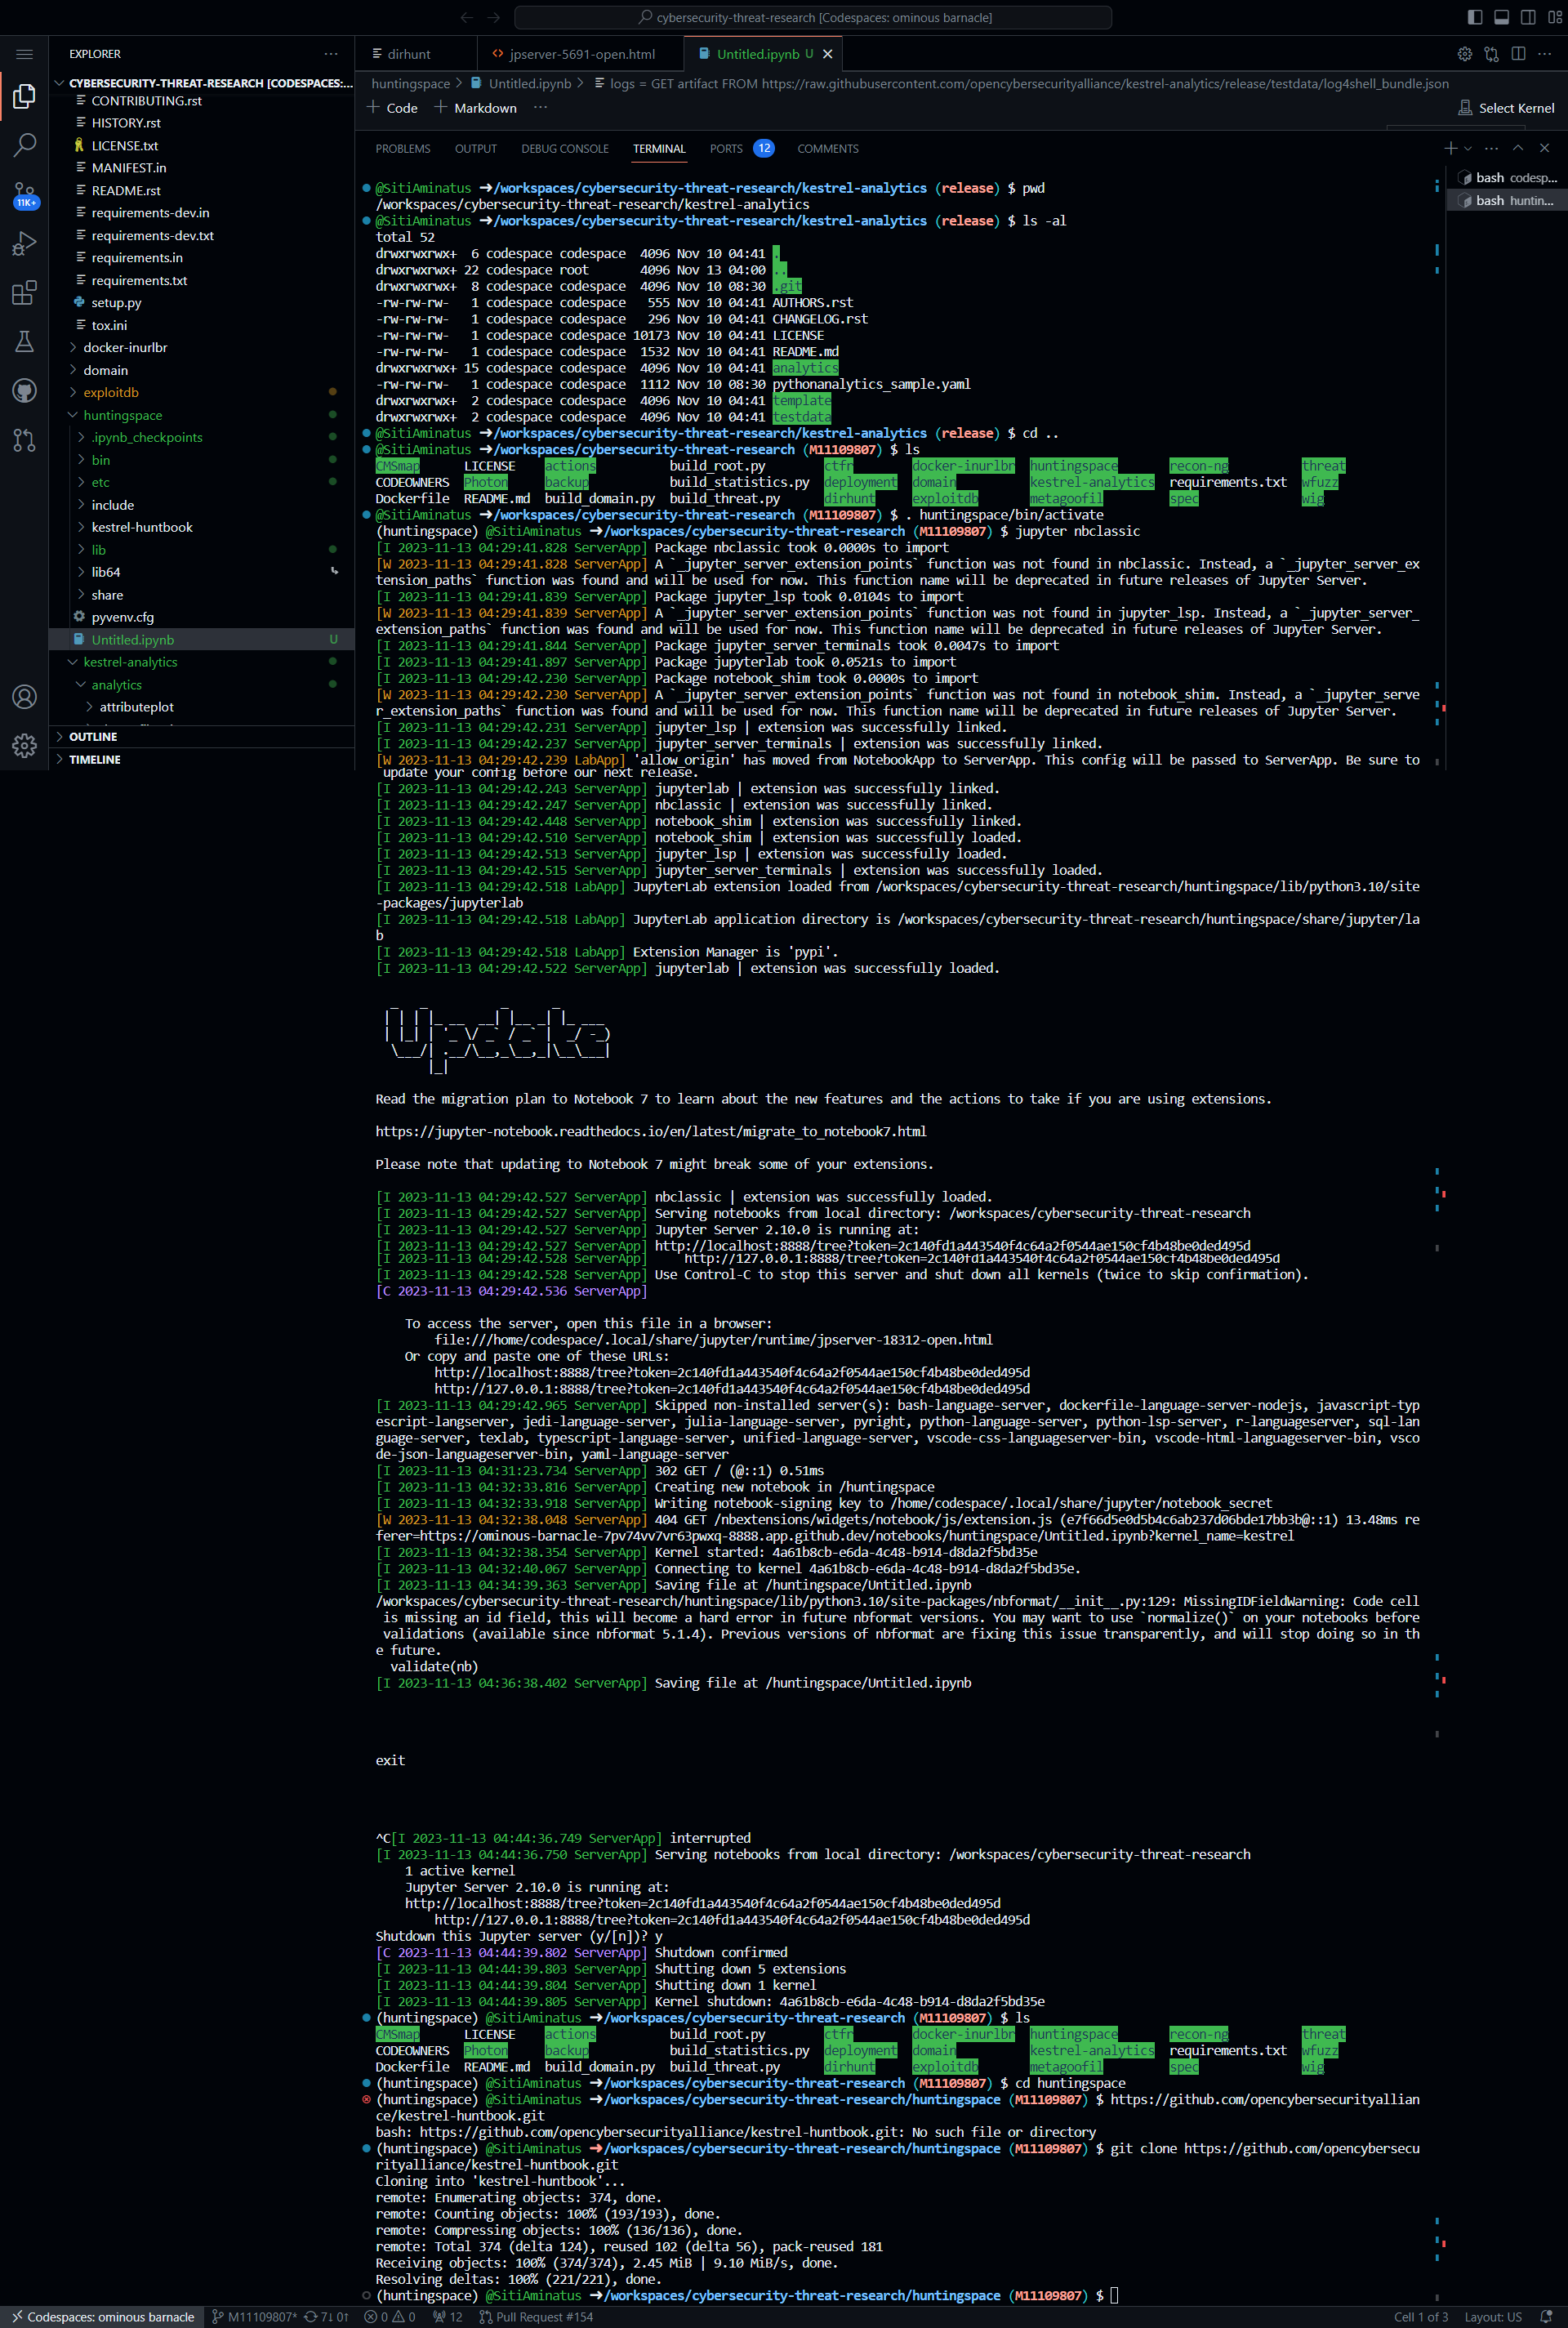 cybersecurity-threat-research [Codespaces: ominous barnacle]
EXPLORER
CYBERSECURITY-THREAT-RESEARCH [CODESPACES:...
CONTRIBUTING.rst
HISTORY.rst
LICENSE.txt
MANIFEST.in
README.rst
requirements-dev.in
requirements-dev.txt
requirements.in
requirements.txt
setup.py
tox.ini
docker-inurlbr
domain
exploitdb
huntingspace
.ipynb_checkpoints
bin
etc
include
kestrel-huntbook
lib
lib64
share
pyvenv.cfg
Untitled.ipynb U
kestrel-analytics
analytics
attributeplot
OUTLINE
TIMELINE
11K+
dirhunt
jpserver-5691-open.html
Untitled.ipynb U
huntingspace > Untitled.ipynb > logs = GET artifact FROM https://raw.githubusercontent.com/opencybersecurityalliance/kestrel-analytics/release/testdata/log4shell_bundle.json
+ Code + Markdown ...
Select Kernel
PROBLEMS OUTPUT DEBUG CONSOLE TERMINAL PORTS 12 COMMENTS
bash codesp...
bash huntin...
@SitiAminatus ➜/workspaces/cybersecurity-threat-research/kestrel-analytics (release) $ pwd
/workspaces/cybersecurity-threat-research/kestrel-analytics
@SitiAminatus ➜/workspaces/cybersecurity-threat-research/kestrel-analytics (release) $ ls -al
total 52
drwxrwxrwx+  6 codespace codespace  4096 Nov 10 04:41 .
drwxrwxrwx+ 22 codespace root       4096 Nov 13 04:00 ..
drwxrwxrwx+  8 codespace codespace  4096 Nov 10 08:30 .git
-rw-rw-rw-   1 codespace codespace   555 Nov 10 04:41 AUTHORS.rst
-rw-rw-rw-   1 codespace codespace   296 Nov 10 04:41 CHANGELOG.rst
-rw-rw-rw-   1 codespace codespace 10173 Nov 10 04:41 LICENSE
-rw-rw-rw-   1 codespace codespace  1532 Nov 10 04:41 README.md
drwxrwxrwx+ 15 codespace codespace  4096 Nov 10 04:41 analytics
-rw-rw-rw-   1 codespace codespace  1112 Nov 10 08:30 pythonanalytics_sample.yaml
drwxrwxrwx+  2 codespace codespace  4096 Nov 10 04:41 template
drwxrwxrwx+  2 codespace codespace  4096 Nov 10 04:41 testdata
@SitiAminatus ➜/workspaces/cybersecurity-threat-research/kestrel-analytics (release) $ cd ..
@SitiAminatus ➜/workspaces/cybersecurity-threat-research (M11109807) $ ls
CMSmap LICENSE actions build_root.py ctfr docker-inurlbr huntingspace recon-ng threat
CODEOWNERS Photon backup build_statistics.py deployment domain kestrel-analytics requirements.txt wfuzz
Dockerfile README.md build_domain.py build_threat.py dirhunt exploitdb metagoofil spec wig
@SitiAminatus ➜/workspaces/cybersecurity-threat-research (M11109807) $ . huntingspace/bin/activate
(huntingspace) @SitiAminatus ➜/workspaces/cybersecurity-threat-research (M11109807) $ jupyter nbclassic
[I 2023-11-13 04:29:41.828 ServerApp] Package nbclassic took 0.0000s to import
[W 2023-11-13 04:29:41.828 ServerApp] A `_jupyter_server_extension_points` function was not found in nbclassic. Instead, a `_jupyter_server_ex
tension_paths` function was found and will be used for now. This function name will be deprecated in future releases of Jupyter Server.
[I 2023-11-13 04:29:41.839 ServerApp] Package jupyter_lsp took 0.0104s to import
[W 2023-11-13 04:29:41.839 ServerApp] A `_jupyter_server_extension_points` function was not found in jupyter_lsp. Instead, a `_jupyter_server_
extension_paths` function was found and will be used for now. This function name will be deprecated in future releases of Jupyter Server.
[I 2023-11-13 04:29:41.844 ServerApp] Package jupyter_server_terminals took 0.0047s to import
[I 2023-11-13 04:29:41.897 ServerApp] Package jupyterlab took 0.0521s to import
[I 2023-11-13 04:29:42.230 ServerApp] Package notebook_shim took 0.0000s to import
[W 2023-11-13 04:29:42.230 ServerApp] A `_jupyter_server_extension_points` function was not found in notebook_shim. Instead, a `_jupyter_serve
r_extension_paths` function was found and will be used for now. This function name will be deprecated in future releases of Jupyter Server.
[I 2023-11-13 04:29:42.231 ServerApp] jupyter_lsp | extension was successfully linked.
[I 2023-11-13 04:29:42.237 ServerApp] jupyter_server_terminals | extension was successfully linked.
[W 2023-11-13 04:29:42.239 LabApp] 'allow_origin' has moved from NotebookApp to ServerApp. This config will be passed to ServerApp. Be sure to
update your config before our next release.
[I 2023-11-13 04:29:42.243 ServerApp] jupyterlab | extension was successfully linked.
[I 2023-11-13 04:29:42.247 ServerApp] nbclassic | extension was successfully linked.
[I 2023-11-13 04:29:42.448 ServerApp] notebook_shim | extension was successfully linked.
[I 2023-11-13 04:29:42.510 ServerApp] notebook_shim | extension was successfully loaded.
[I 2023-11-13 04:29:42.513 ServerApp] jupyter_lsp | extension was successfully loaded.
[I 2023-11-13 04:29:42.515 ServerApp] jupyter_server_terminals | extension was successfully loaded.
[I 2023-11-13 04:29:42.518 LabApp] JupyterLab extension loaded from /workspaces/cybersecurity-threat-research/huntingspace/lib/python3.10/site
-packages/jupyterlab
[I 2023-11-13 04:29:42.518 LabApp] JupyterLab application directory is /workspaces/cybersecurity-threat-research/huntingspace/share/jupyter/la
b
[I 2023-11-13 04:29:42.518 LabApp] Extension Manager is 'pypi'.
[I 2023-11-13 04:29:42.522 ServerApp] jupyterlab | extension was successfully loaded.
Update
Read the migration plan to Notebook 7 to learn about the new features and the actions to take if you are using extensions.
https://jupyter-notebook.readthedocs.io/en/latest/migrate_to_notebook7.html
Please note that updating to Notebook 7 might break some of your extensions.
[I 2023-11-13 04:29:42.527 ServerApp] nbclassic | extension was successfully loaded.
[I 2023-11-13 04:29:42.527 ServerApp] Serving notebooks from local directory: /workspaces/cybersecurity-threat-research
[I 2023-11-13 04:29:42.527 ServerApp] Jupyter Server 2.10.0 is running at:
[I 2023-11-13 04:29:42.527 ServerApp] http://localhost:8888/tree?token=2c140fd1a443540f4c64a2f0544ae150cf4b48be0ded495d
[I 2023-11-13 04:29:42.528 ServerApp]     http://127.0.0.1:8888/tree?token=2c140fd1a443540f4c64a2f0544ae150cf4b48be0ded495d
[I 2023-11-13 04:29:42.528 ServerApp] Use Control-C to stop this server and shut down all kernels (twice to skip confirmation).
[C 2023-11-13 04:29:42.536 ServerApp]
To access the server, open this file in a browser:
file:///home/codespace/.local/share/jupyter/runtime/jpserver-18312-open.html
Or copy and paste one of these URLs:
http://localhost:8888/tree?token=2c140fd1a443540f4c64a2f0544ae150cf4b48be0ded495d
http://127.0.0.1:8888/tree?token=2c140fd1a443540f4c64a2f0544ae150cf4b48be0ded495d
[I 2023-11-13 04:29:42.965 ServerApp] Skipped non-installed server(s): bash-language-server, dockerfile-language-server-nodejs, javascript-typ
escript-langserver, jedi-language-server, julia-language-server, pyright, python-language-server, python-lsp-server, r-languageserver, sql-lan
guage-server, texlab, typescript-language-server, unified-language-server, vscode-css-languageserver-bin, vscode-html-languageserver-bin, vsco
de-json-languageserver-bin, yaml-language-server
[I 2023-11-13 04:31:23.734 ServerApp] 302 GET / (@::1) 0.51ms
[I 2023-11-13 04:32:33.816 ServerApp] Creating new notebook in /huntingspace
[I 2023-11-13 04:32:33.918 ServerApp] Writing notebook-signing key to /home/codespace/.local/share/jupyter/notebook_secret
[W 2023-11-13 04:32:38.048 ServerApp] 404 GET /nbextensions/widgets/notebook/js/extension.js (e7f66d5e0d5b4c6ab237d06bde17bb3b@::1) 13.48ms re
ferer=https://ominous-barnacle-7pv74vv7vr63pwxq-8888.app.github.dev/notebooks/huntingspace/Untitled.ipynb?kernel_name=kestrel
[I 2023-11-13 04:32:38.354 ServerApp] Kernel started: 4a61b8cb-e6da-4c48-b914-d8da2f5bd35e
[I 2023-11-13 04:32:40.067 ServerApp] Connecting to kernel 4a61b8cb-e6da-4c48-b914-d8da2f5bd35e.
[I 2023-11-13 04:34:39.363 ServerApp] Saving file at /huntingspace/Untitled.ipynb
/workspaces/cybersecurity-threat-research/huntingspace/lib/python3.10/site-packages/nbformat/__init__.py:129: MissingIDFieldWarning: Code cell
is missing an id field, this will become a hard error in future nbformat versions. You may want to use `normalize()` on your notebooks before
validations (available since nbformat 5.1.4). Previous versions of nbformat are fixing this issue transparently, and will stop doing so in th
e future.
validate(nb)
[I 2023-11-13 04:36:38.402 ServerApp] Saving file at /huntingspace/Untitled.ipynb
exit
^C[I 2023-11-13 04:44:36.749 ServerApp] interrupted
[I 2023-11-13 04:44:36.750 ServerApp] Serving notebooks from local directory: /workspaces/cybersecurity-threat-research
1 active kernel
Jupyter Server 2.10.0 is running at:
http://localhost:8888/tree?token=2c140fd1a443540f4c64a2f0544ae150cf4b48be0ded495d
http://127.0.0.1:8888/tree?token=2c140fd1a443540f4c64a2f0544ae150cf4b48be0ded495d
Shutdown this Jupyter server (y/[n])? y
[C 2023-11-13 04:44:39.802 ServerApp] Shutdown confirmed
[I 2023-11-13 04:44:39.803 ServerApp] Shutting down 5 extensions
[I 2023-11-13 04:44:39.804 ServerApp] Shutting down 1 kernel
[I 2023-11-13 04:44:39.805 ServerApp] Kernel shutdown: 4a61b8cb-e6da-4c48-b914-d8da2f5bd35e
(huntingspace) @SitiAminatus ➜/workspaces/cybersecurity-threat-research (M11109807) $ ls
CMSmap LICENSE actions build_root.py ctfr docker-inurlbr huntingspace recon-ng threat
CODEOWNERS Photon backup build_statistics.py deployment domain kestrel-analytics requirements.txt wfuzz
Dockerfile README.md build_domain.py build_threat.py dirhunt exploitdb metagoofil spec wig
(huntingspace) @SitiAminatus ➜/workspaces/cybersecurity-threat-research (M11109807) $ cd huntingspace
(huntingspace) @SitiAminatus ➜/workspaces/cybersecurity-threat-research/huntingspace (M11109807) $ https://github.com/opencybersecurityallian
ce/kestrel-huntbook.git
bash: https://github.com/opencybersecurityalliance/kestrel-huntbook.git: No such file or directory
(huntingspace) @SitiAminatus ➜/workspaces/cybersecurity-threat-research/huntingspace (M11109807) $ git clone https://github.com/opencybersecu
rityalliance/kestrel-huntbook.git
Cloning into 'kestrel-huntbook'...
remote: Enumerating objects: 374, done.
remote: Counting objects: 100% (193/193), done.
remote: Compressing objects: 100% (136/136), done.
remote: Total 374 (delta 124), reused 102 (delta 56), pack-reused 181
Receiving objects: 100% (374/374), 2.45 MiB | 9.10 MiB/s, done.
Resolving deltas: 100% (221/221), done.
(huntingspace) @SitiAminatus ➜/workspaces/cybersecurity-threat-research/huntingspace (M11109807) $
Codespaces: ominous barnacle M11109807* 7↓ 0↑ 0 0 12 Pull Request #154 Cell 1 of 3 Layout: US